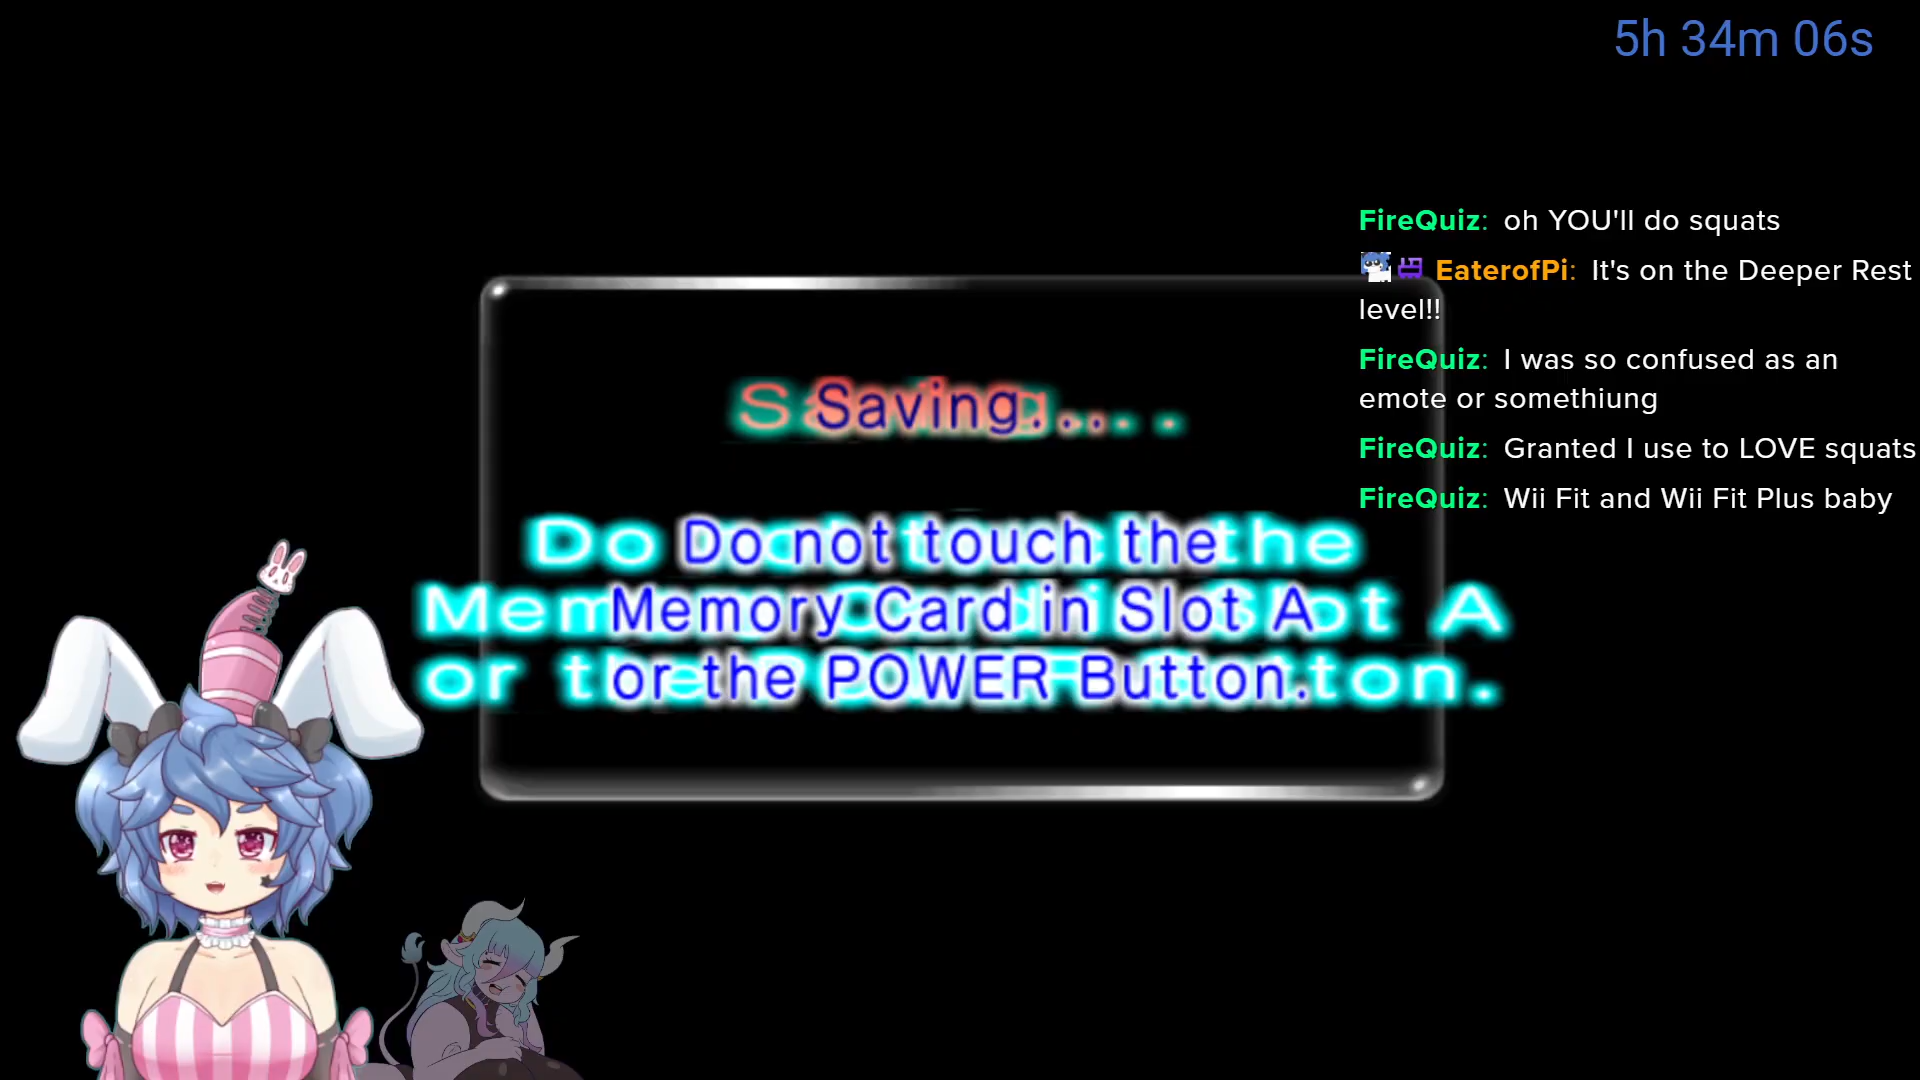 5h 34m 06s
FireQuiz: oh YOU'll do squats
EaterofPi: It's on the Deeper Rest
level!!
FireQuiz: I was so confused as an
emote or somethiung
FireQuiz: Granted I use to LOVE squats
FireQuiz: Wii Fit and Wii Fit Plus baby
Saving.....
Do not touch the
Memory Card in Slot A
or the POWER Button.